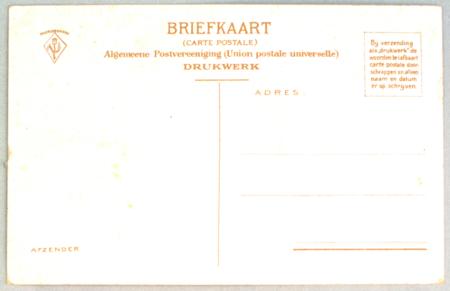 BRIEFKAART
(CARTE POSTALE)
Algemeene Postvereeniging (Union postale universelle)
DRUKWERK
Bij verzending
als „drukwerk" de
woorden briefkaart
carte postale door-
schrappen en alleen
naam en datum
er op schrijven.
ADRES:
AFZENDER